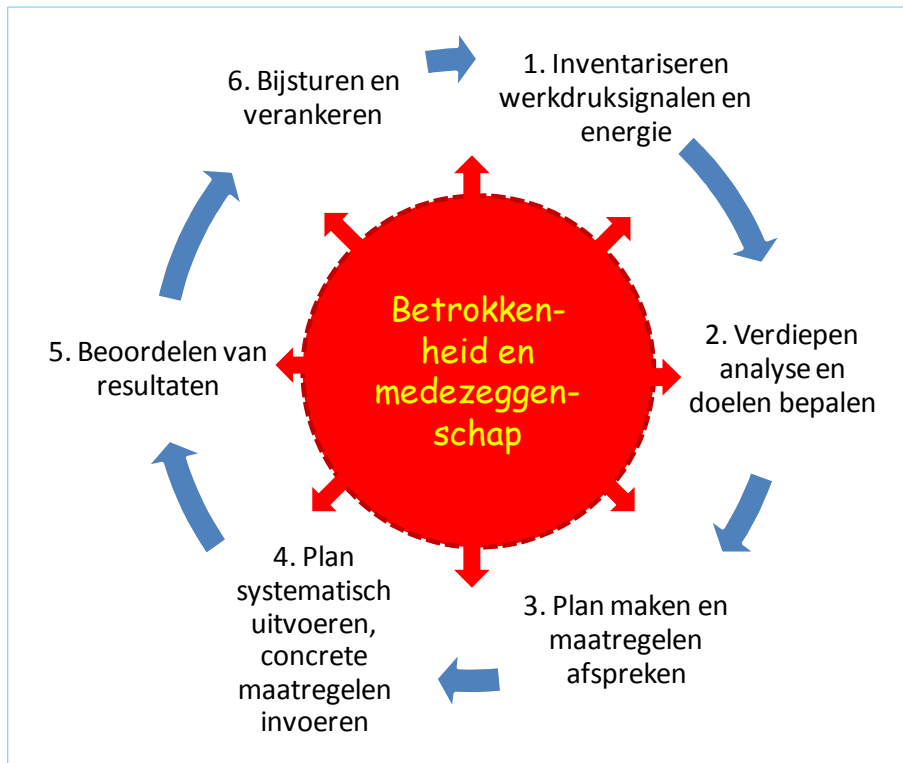 1. Inventariseren
werkdruksignalen en
energie
2. Verdiepen
analyse en
doelen bepalen
3. Plan maken en
maatregelen
afspreken
4. Plan
systematisch
uitvoeren,
concrete
maatregelen
invoeren
5. Beoordelen van
resultaten
6. Bijsturen en
verankeren
Betrokken-
heid en
medezeggen-
schap